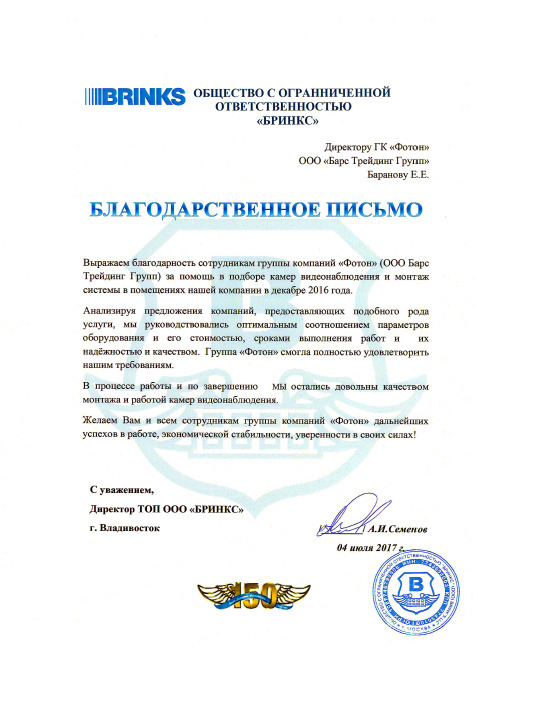 BRINKS
ОБЩЕСТВО С ОГРАНИЧЕННОЙ
ОТВЕТСТВЕННОСТЬЮ
«БРИНКС»
Директору ГК «Фотон»
ООО «Барс Трейдинг Групп»
Баранову Е.Е.
БЛАГОДАРСТВЕННОЕ ПИСЬМО
Выражаем благодарность сотрудникам группы компаний «Фотон» (ООО Барс
Трейдинг Групп) за помощь в подборе камер видеонаблюдения и монтаж
системы в помещениях нашей компании в декабре 2016 года.
Анализируя предложения компаний, предоставляющих подобного рода
услуги, мы руководствовались оптимальным соотношением параметров
оборудования и его стоимостью, сроками выполнения работ и их
надёжностью и качеством. Группа «Фотон» смогла полностью удовлетворить
нашим требованиям.
В процессе работы и по завершению мы остались довольны качеством
монтажа и работой камер видеонаблюдения.
Желаем Вам и всем сотрудникам группы компаний «Фотон» дальнейших
успехов в работе, экономической стабильности, уверенности в своих силах!
С уважением,
Директор ТОП ООО «БРИНКС»
г. Владивосток
А.И.Семенов
04 июля 2017 г.
150
B
г. МОСКВА